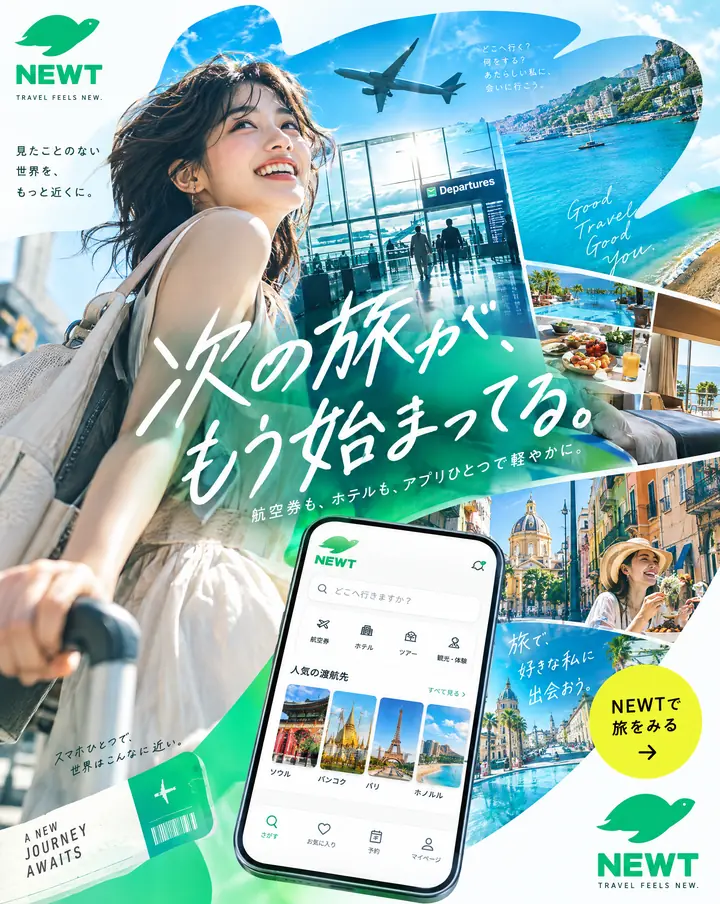 NEWT
TRAVEL FEELS NEW.
見たことのない
世界を、
もっと近くに。
どこへ行く？
何をする？
あたらしい私に、
会いに行こう。
Departures
Good
Travel,
Good
You.
次の旅が、
もう始まってる。
航空券も、ホテルも、アプリひとつで軽やかに。
NEWT
どこへ行きますか？
航空券
ホテル
ツアー
観光・体験
人気の渡航先
すべて見る
ソウル
バンコク
パリ
ホノルル
さがす
お気に入り
予約
マイページ
旅で、
好きな私に
出会おう。
NEWTで
旅をみる
→
スマホひとつで、
世界はこんなに近い。
A NEW
JOURNEY
AWAITS
NEWT
TRAVEL FEELS NEW.